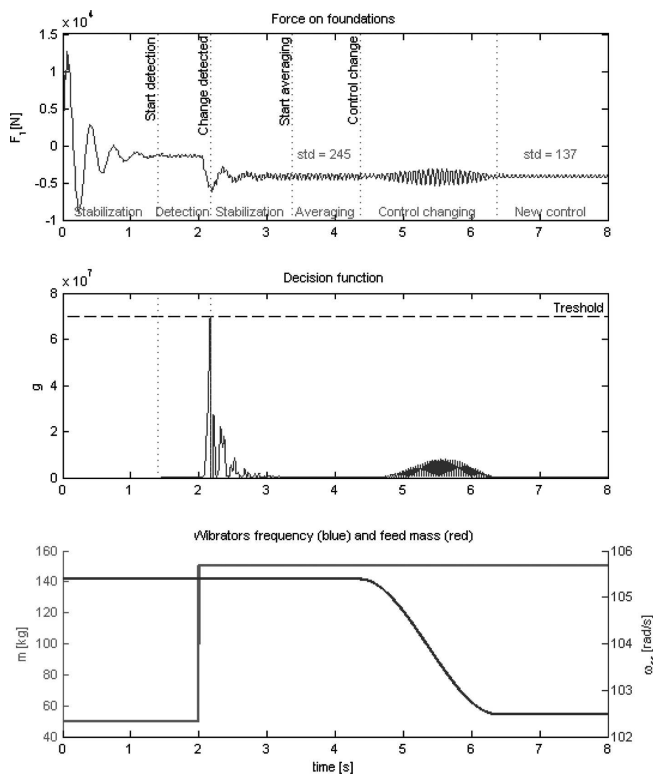 Force on foundations
× 10⁴
1.5
1
0.5
0
-0.5
-1
F₁[N]
Start detection
Change detected
Start averaging
Control change
std = 245
std = 137
Stabilization
Detection
Stabilization
Averaging
Control changing
New control
0 1 2 3 4 5 6 7 8
Decision function
× 10⁷
8
6
4
2
0
g
Treshold
0 1 2 3 4 5 6 7 8
Wibrators frequency (blue) and feed mass (red)
160
140
120
100
80
60
40
m [kg]
106
105
104
103
102
[rad/s]
0 1 2 3 4 5 6 7 8
time [s]